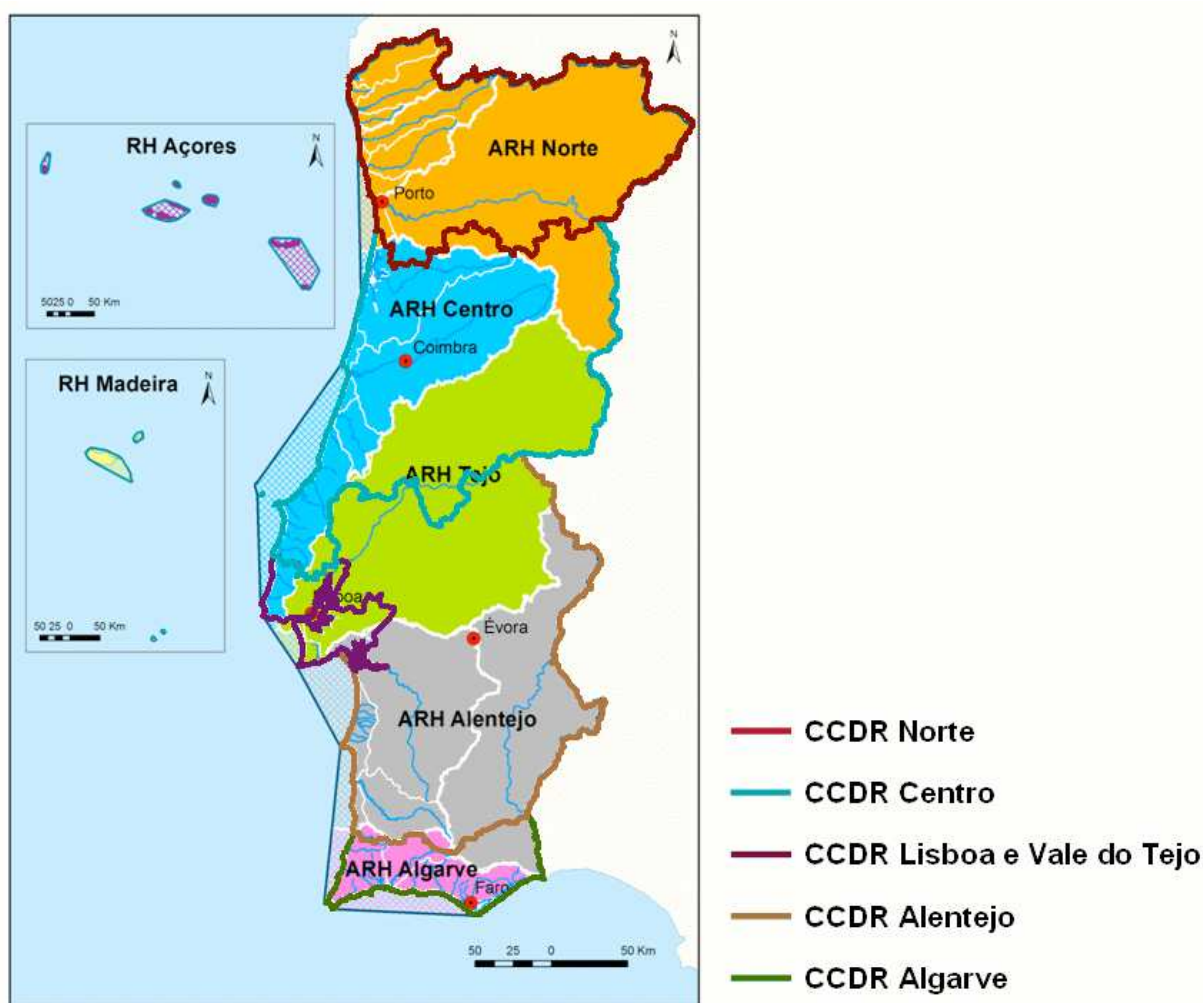 N
RH Açores
N
ARH Norte
Porto
5025 0 50 Km
ARH Centro
Coimbra
RH Madeira
N
ARH Tejo
50 25 0 50 Km
Évora
ARH Alentejo
ARH Algarve
Faro
50 25 0 50 Km
CCDR Norte
CCDR Centro
CCDR Lisboa e Vale do Tejo
CCDR Alentejo
CCDR Algarve